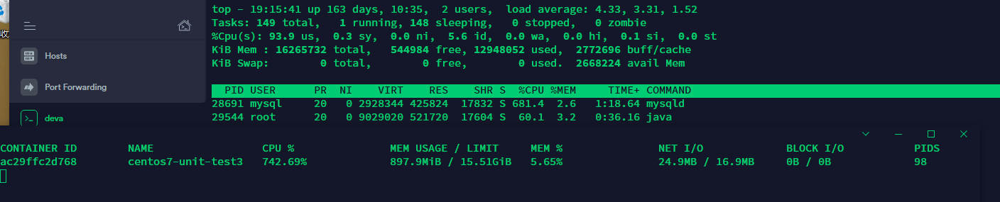 收
Hosts
Port Forwarding
deva
top - 19:15:41 up 163 days, 10:35,  2 users,  load average: 4.33, 3.31, 1.52
Tasks: 149 total,   1 running, 148 sleeping,   0 stopped,   0 zombie
%Cpu(s): 93.9 us,  0.3 sy,  0.0 ni,  5.6 id,  0.0 wa,  0.0 hi,  0.1 si,  0.0 st
KiB Mem : 16265732 total,   544984 free, 12948052 used,  2772696 buff/cache
KiB Swap:        0 total,        0 free,        0 used.  2668224 avail Mem
PID USER      PR  NI    VIRT    RES    SHR S  %CPU %MEM     TIME+ COMMAND
28691 mysql     20   0 2928344 425824  17832 S 681.4  2.6   1:18.64 mysqld
29544 root      20   0 9029020 521720  17604 S  60.1  3.2   0:36.16 java
CONTAINER ID        NAME                 CPU %               MEM USAGE / LIMIT     MEM %               NET I/O             BLOCK I/O           PIDS
ac29ffc2d768        centos7-unit-test3   742.69%             897.9MiB / 15.51GiB   5.65%               24.9MB / 16.9MB     0B / 0B             98